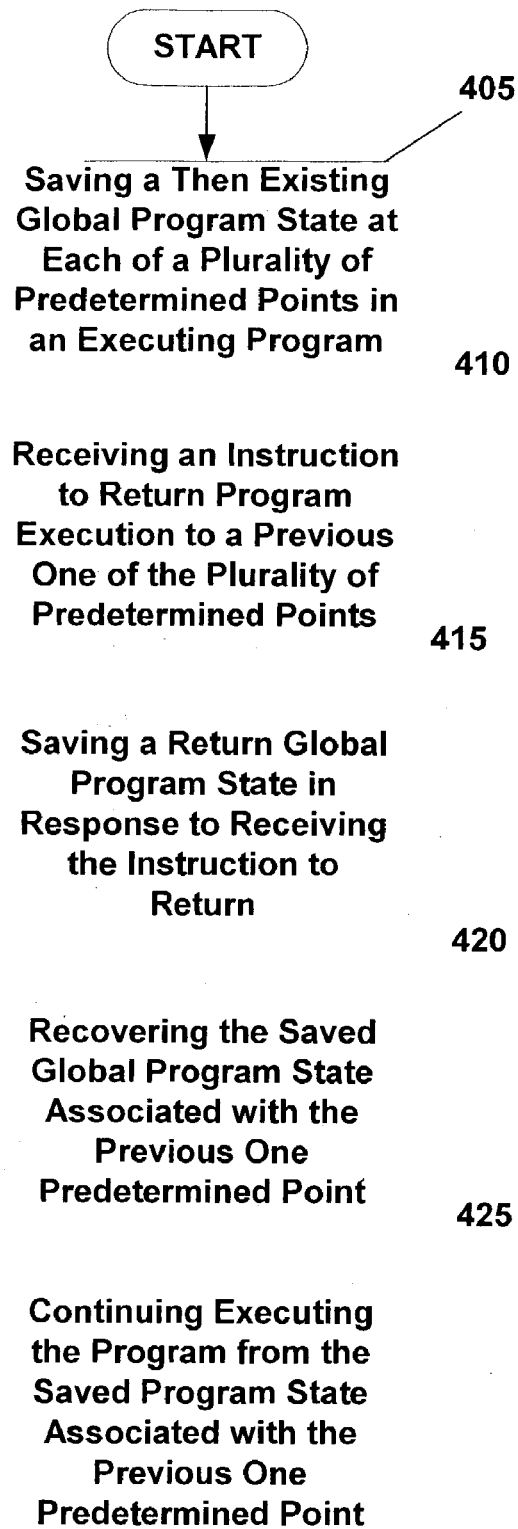 START
405
Saving a Then Existing
Global Program State at
Each of a Plurality of
Predetermined Points in
an Executing Program
410
Receiving an Instruction
to Return Program
Execution to a Previous
One of the Plurality of
Predetermined Points
415
Saving a Return Global
Program State in
Response to Receiving
the Instruction to
Return
420
Recovering the Saved
Global Program State
Associated with the
Previous One
Predetermined Point
425
Continuing Executing
the Program from the
Saved Program State
Associated with the
Previous One
Predetermined Point